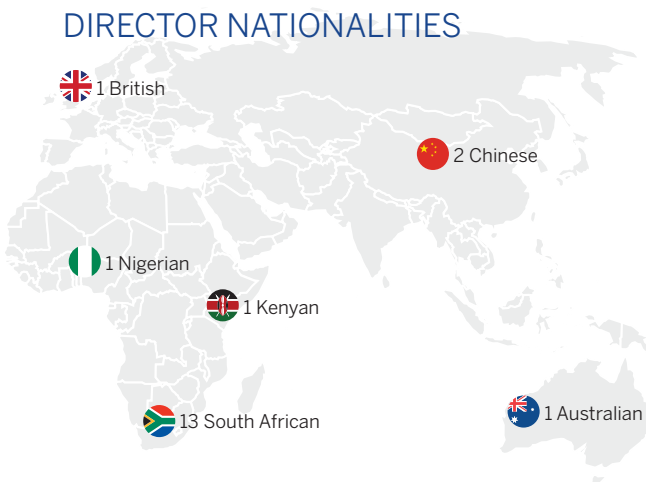 DIRECTOR NATIONALITIES
1 British
2 Chinese
1 Nigerian
1 Kenyan
13 South African
1 Australian